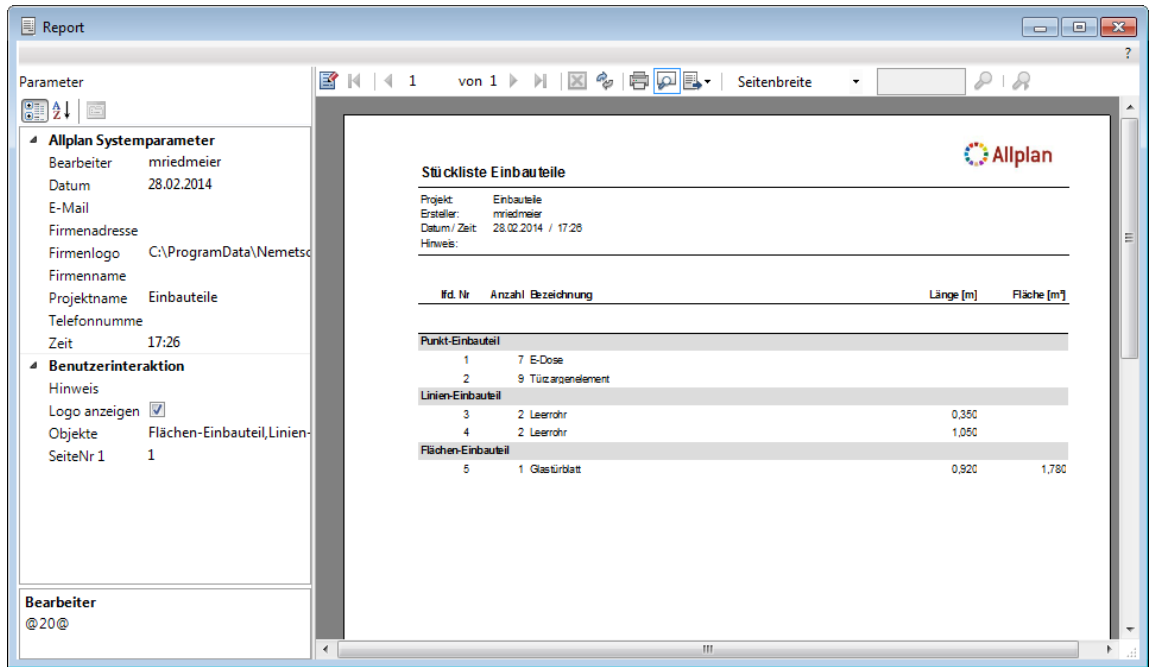 Report
?
Parameter
1 von 1 Seitenbreite
Allplan Systemparameter
Bearbeiter mriedmeier
Datum 28.02.2014
E-Mail
Firmenadresse
Firmenlogo C:\ProgramData\Nemetsc
Firmenname
Projektname Einbauteile
Telefonnumme
Zeit 17:26
Benutzerinteraktion
Hinweis
Logo anzeigen
Objekte Flächen-Einbauteil,Linien-
SeiteNr 1 1
Bearbeiter
@20@
Allplan
Stückliste Einbauteile
Projekt: Einbauteile
Ersteller: mriedmeier
Datum / Zeit: 28.02.2014 / 17:26
Hinweis:
lfd. Nr Anzahl Bezeichnung Länge [m] Fläche [m²]
Punkt-Einbauteil
1 7 E-Dose
2 9 Türzargenelement
Linien-Einbauteil
3 2 Leerrohr 0,350
4 2 Leerrohr 1,050
Flächen-Einbauteil
5 1 Glastürblatt 0,920 1,780